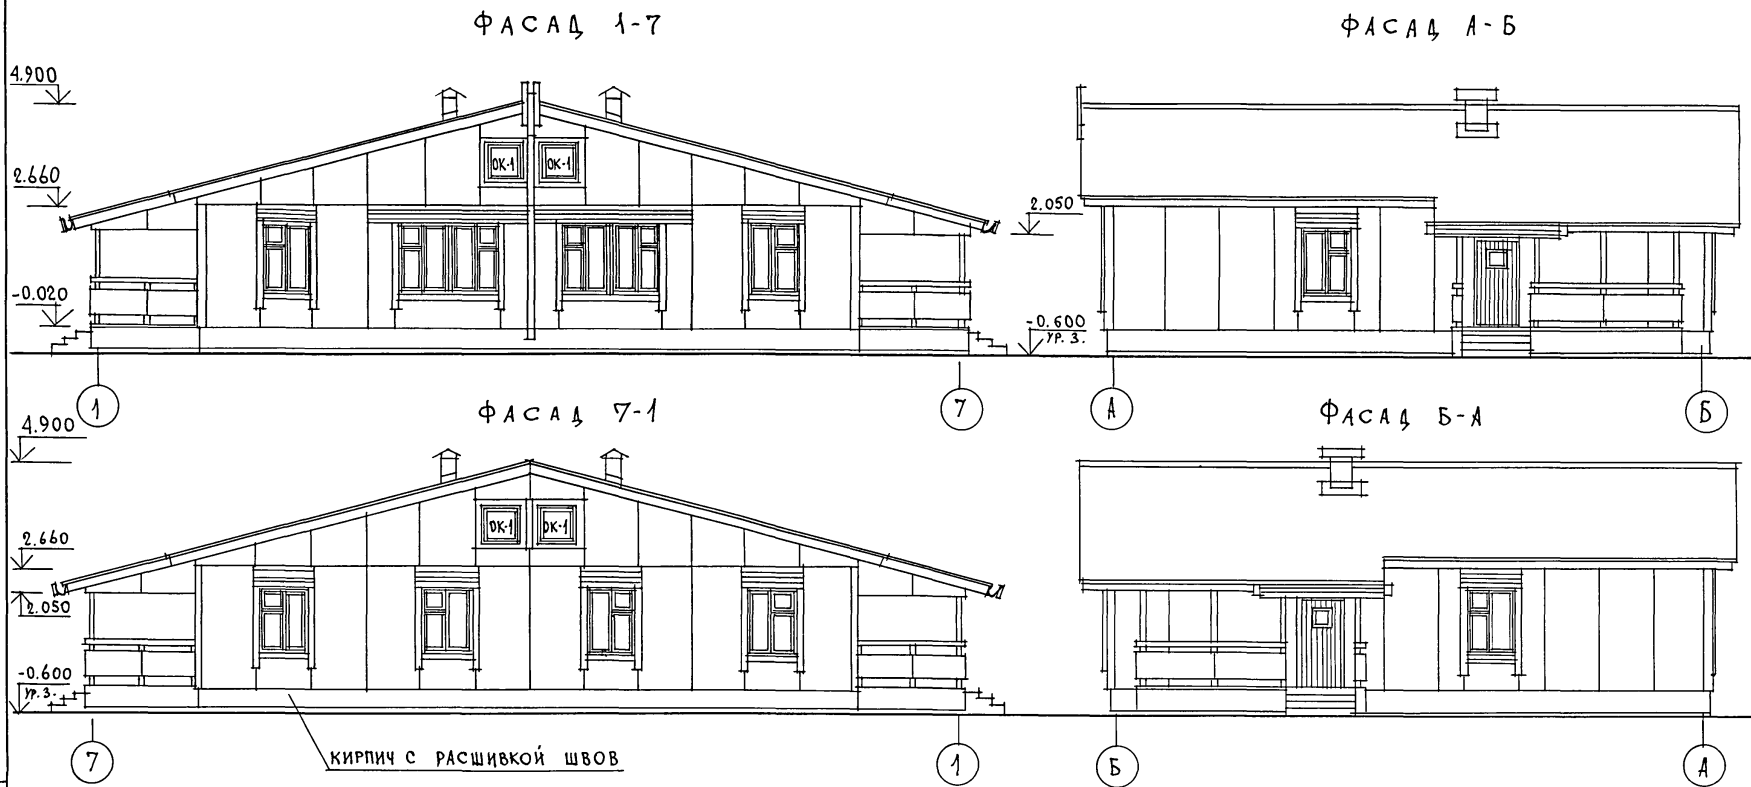 ФАСАД 1-7
ФАСАД А-Б
4.900
2.660
-0.020
ОК-1
ОК-1
2.050
-0.600
УР. З.
1
7
А
Б
ФАСАД 7-1
ФАСАД Б-А
4.900
2.660
2.050
-0.600
УР. З.
ОК-1
ОК-1
7
1
Б
А
КИРПИЧ С РАСШИВКОЙ ШВОВ